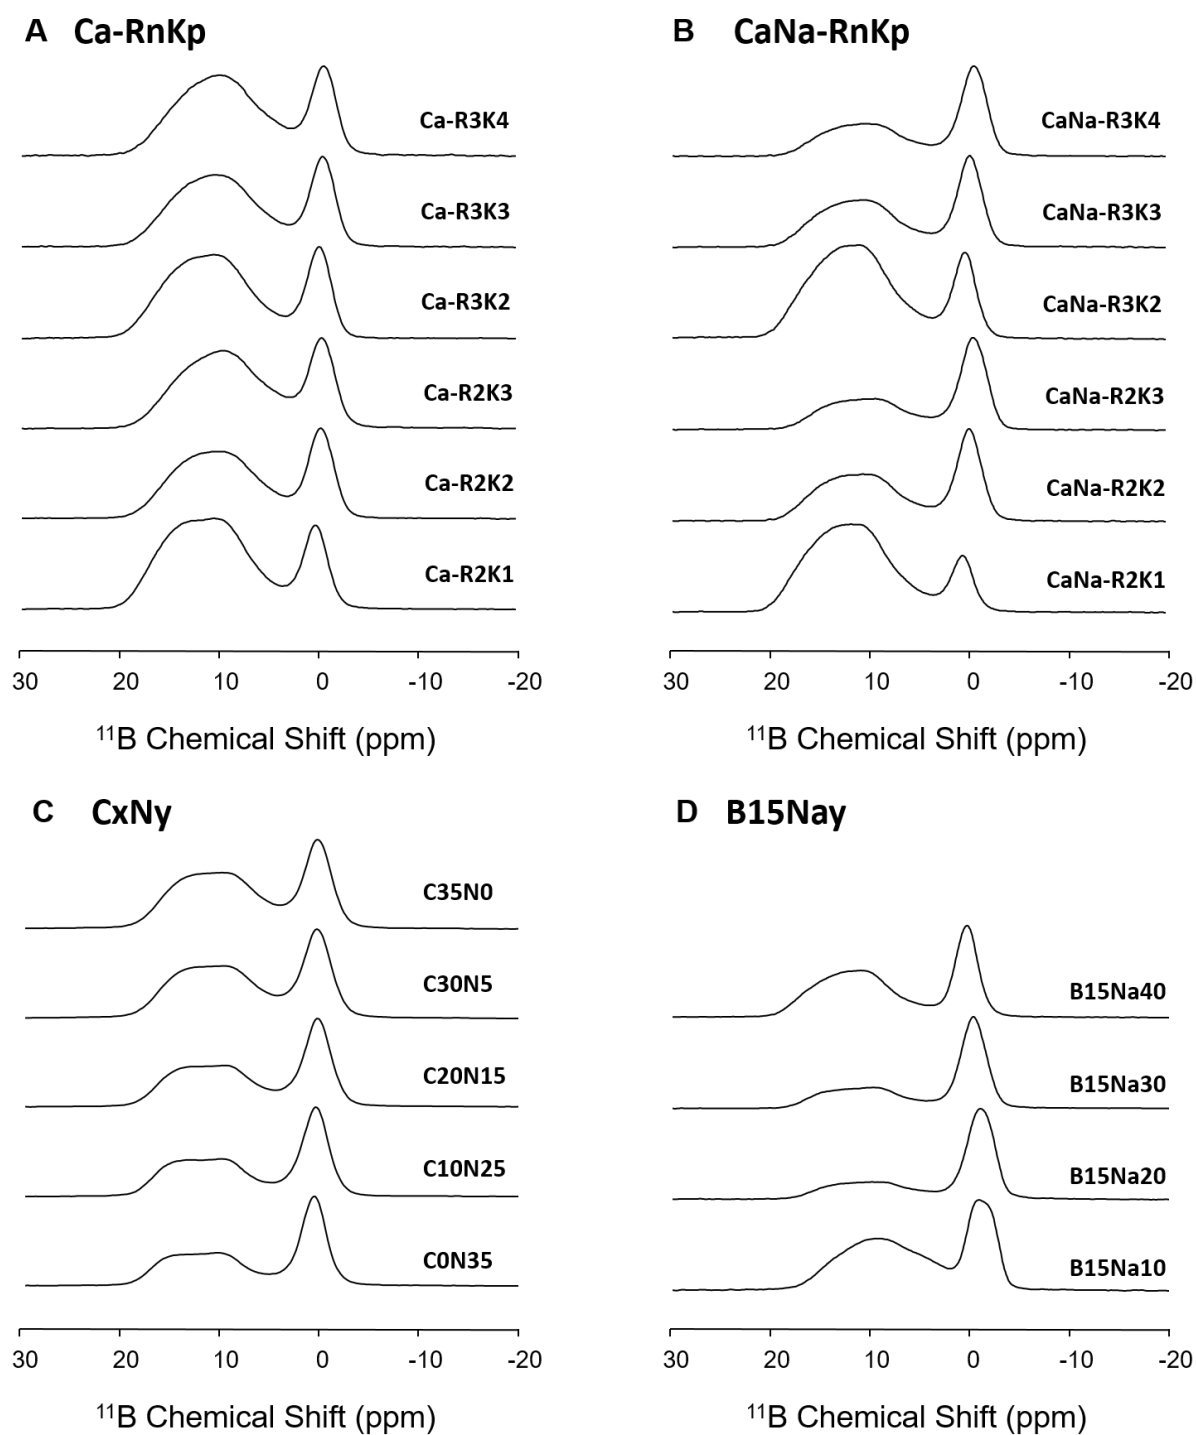 A Ca-RnKp
Ca-R3K4
Ca-R3K3
Ca-R3K2
Ca-R2K3
Ca-R2K2
Ca-R2K1
30 20 10 0 -10 -20
¹¹B Chemical Shift (ppm)
B CaNa-RnKp
CaNa-R3K4
CaNa-R3K3
CaNa-R3K2
CaNa-R2K3
CaNa-R2K2
CaNa-R2K1
30 20 10 0 -10 -20
¹¹B Chemical Shift (ppm)
C CxNy
C35N0
C30N5
C20N15
C10N25
C0N35
30 20 10 0 -10 -20
¹¹B Chemical Shift (ppm)
D B15Nay
B15Na40
B15Na30
B15Na20
B15Na10
30 20 10 0 -10 -20
¹¹B Chemical Shift (ppm)